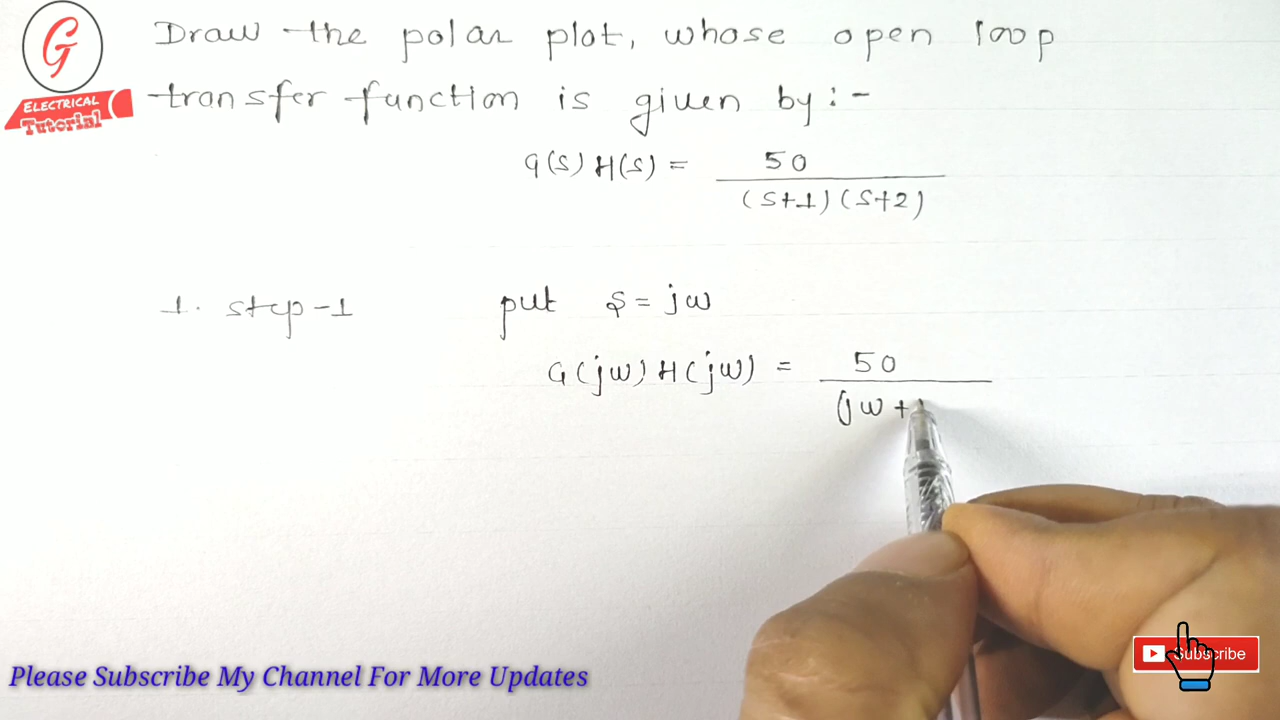 G
ELECTRICAL
Tutorial
Draw the polar plot, whose open loop
transfer function is given by:-
G(S) H(S) = 50 / (S+1) (S+2)
1. step-1 put S = jω
G(jω) H(jω) = 50 / (jω +
Please Subscribe My Channel For More Updates
Subscribe